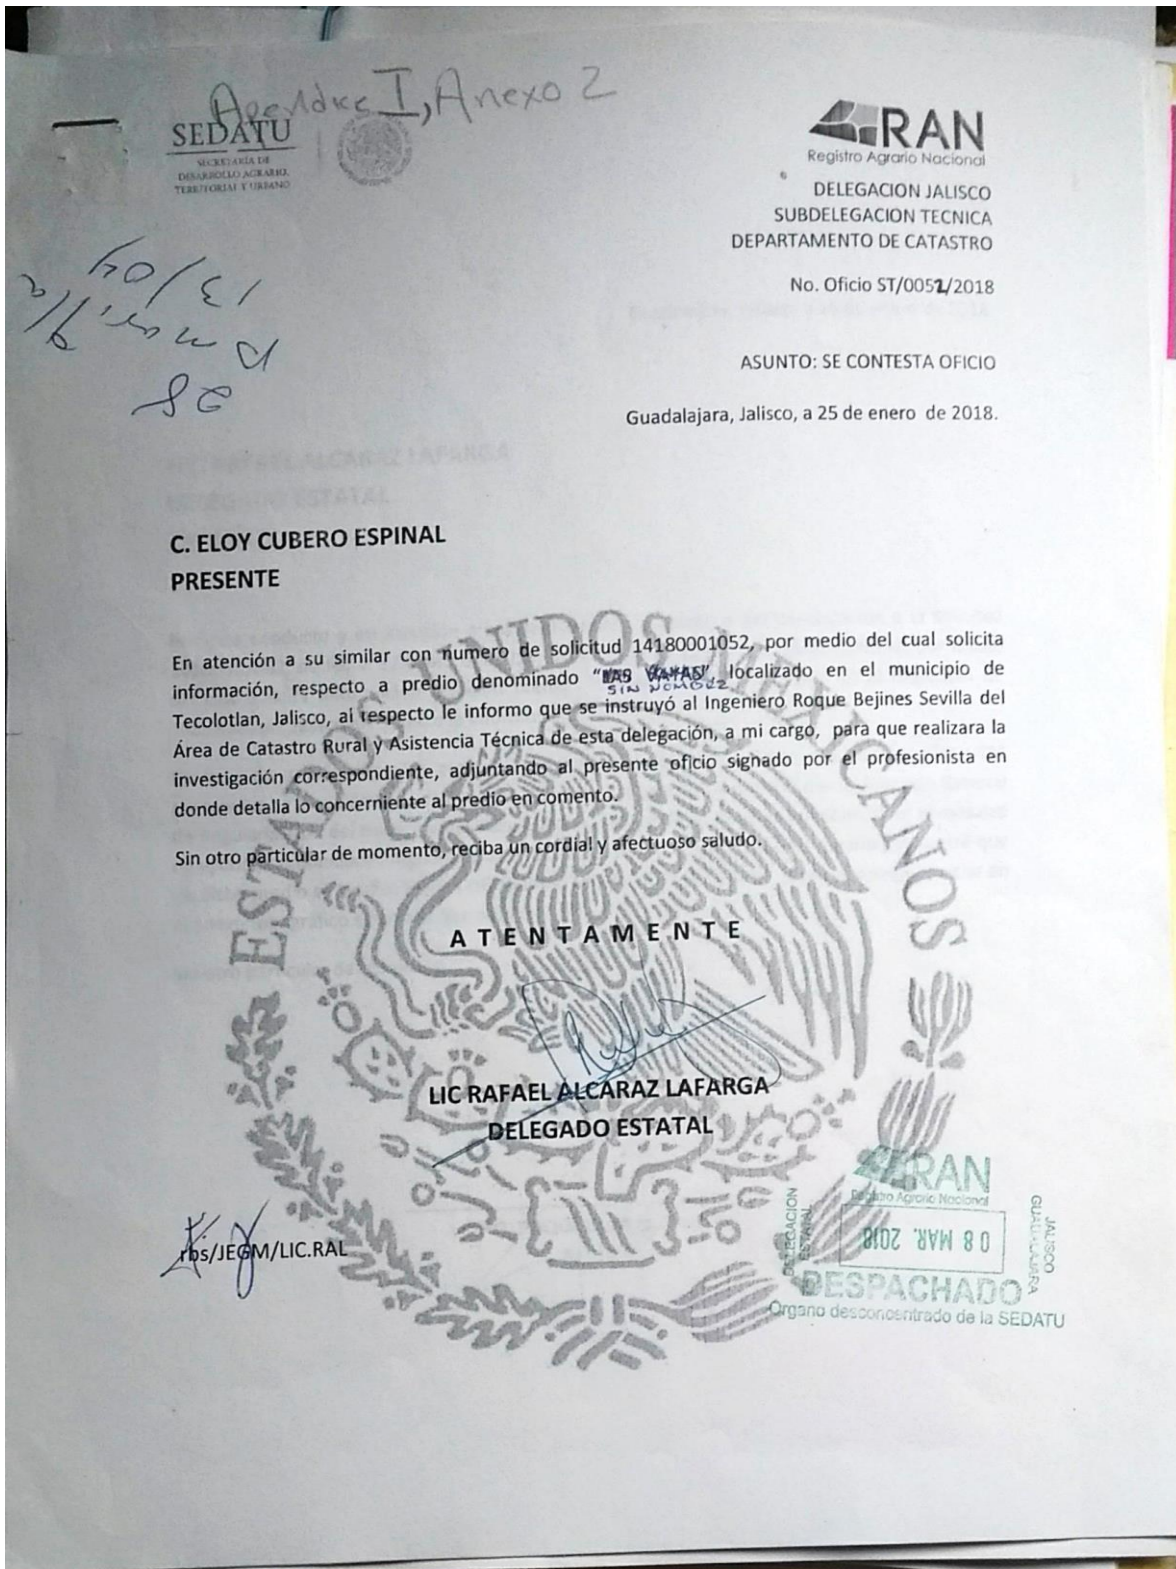 Apendice I, Anexo 2
SEDATU
SECRETARÍA DE
DESARROLLO AGRARIO,
TERRITORIAL Y URBANO
RAN
Registro Agrario Nacional
DELEGACION JALISCO
SUBDELEGACION TECNICA
DEPARTAMENTO DE CATASTRO
No. Oficio ST/0052/2018
13/04
ASUNTO: SE CONTESTA OFICIO
Guadalajara, Jalisco, a 25 de enero de 2018.
C. ELOY CUBERO ESPINAL
PRESENTE
En atención a su similar con numero de solicitud 14180001052, por medio del cual solicita
información, respecto a predio denominado " ", localizado en el municipio de
SIN NOMBRE
Tecolotlan, Jalisco, al respecto le informo que se instruyó al Ingeniero Roque Bejines Sevilla del
Área de Catastro Rural y Asistencia Técnica de esta delegación, a mi cargo, para que realizara la
investigación correspondiente, adjuntando al presente oficio signado por el profesionista en
donde detalla lo concerniente al predio en comento.
Sin otro particular de momento, reciba un cordial y afectuoso saludo.
ESTADOS UNIDOS MEXICANOS
A T E N T A M E N T E
LIC RAFAEL ALCARAZ LAFARGA
DELEGADO ESTATAL
rbs/JEGM/LIC.RAL
RAN
Registro Agrario Nacional
DELEGACION
ESTATAL
08 MAR. 2018
JALISCO
GUADALAJARA
DESPACHADO
Organo desconcentrado de la SEDATU